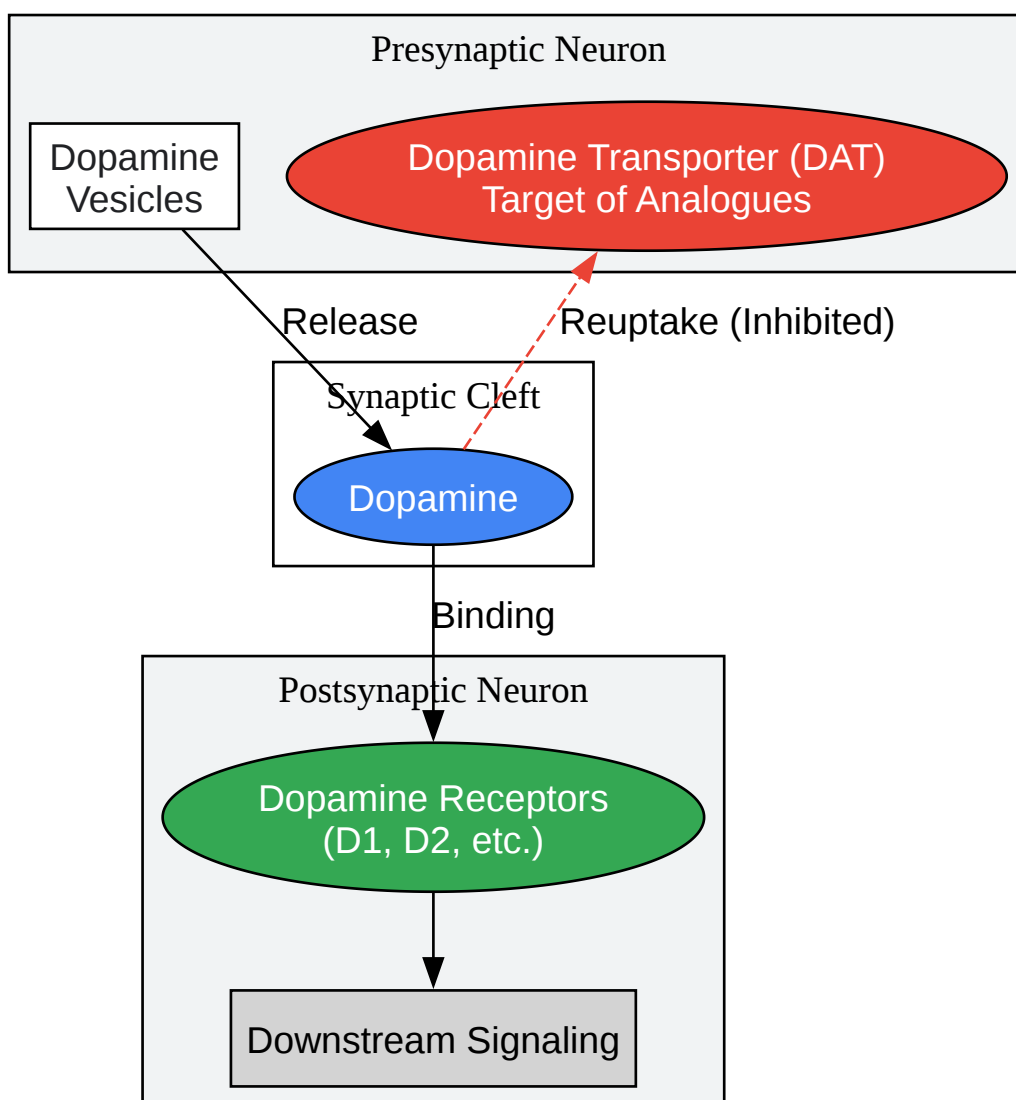 Presynaptic Neuron
Dopamine
Vesicles
Dopamine Transporter (DAT)
Target of Analogues
Release
Reuptake (Inhibited)
Synaptic Cleft
Dopamine
Binding
Postsynaptic Neuron
Dopamine Receptors
(D1, D2, etc.)
Downstream Signaling